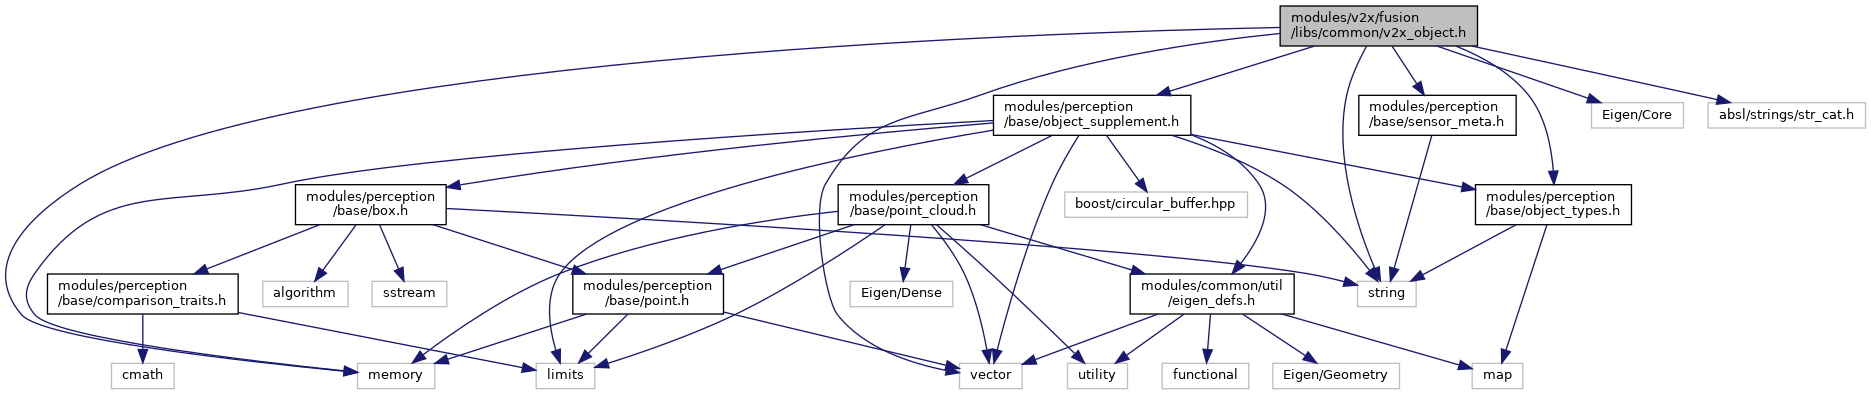 modules/v2x/fusion
/libs/common/v2x_object.h
modules/perception
/base/object_supplement.h
modules/perception
/base/sensor_meta.h
Eigen/Core
absl/strings/str_cat.h
modules/perception
/base/box.h
modules/perception
/base/point_cloud.h
boost/circular_buffer.hpp
modules/perception
/base/object_types.h
modules/perception
/base/comparison_traits.h
algorithm
sstream
modules/perception
/base/point.h
Eigen/Dense
modules/common/util
/eigen_defs.h
string
cmath
memory
limits
vector
utility
functional
Eigen/Geometry
map